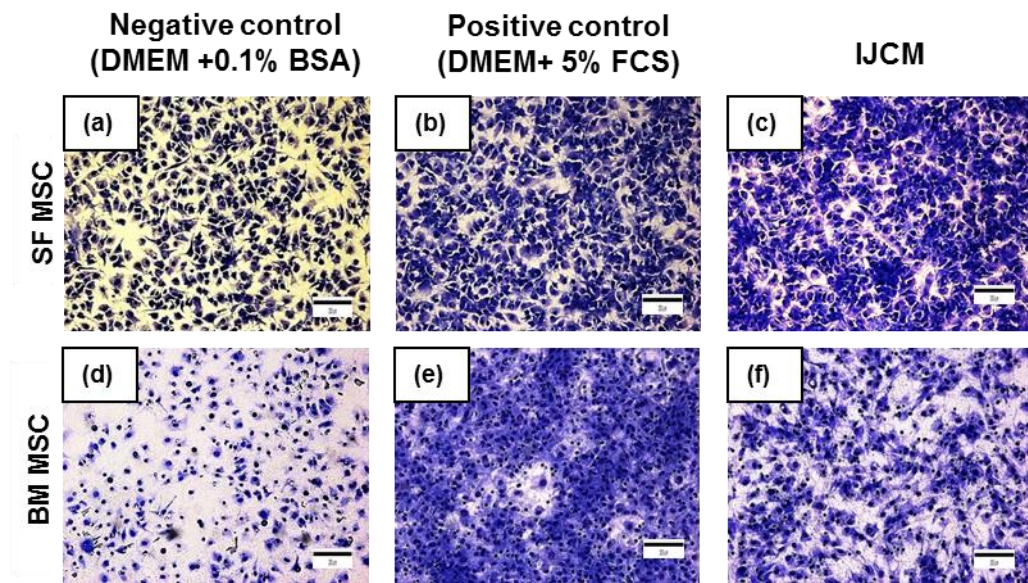 Negative control
(DMEM +0.1% BSA)
Positive control
(DMEM+ 5% FCS)
IJCM
SF MSC
(a)
(b)
(c)
BM MSC
(d)
(e)
(f)